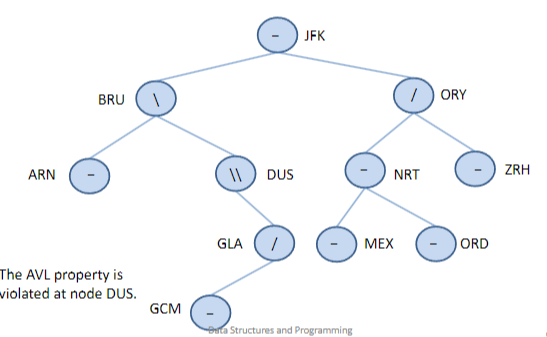 - JFK
BRU \ / ORY
ARN - \\ DUS - NRT - ZRH
GLA / - MEX - ORD
The AVL property is
violated at node DUS.
GCM -
Data Structures and Programming